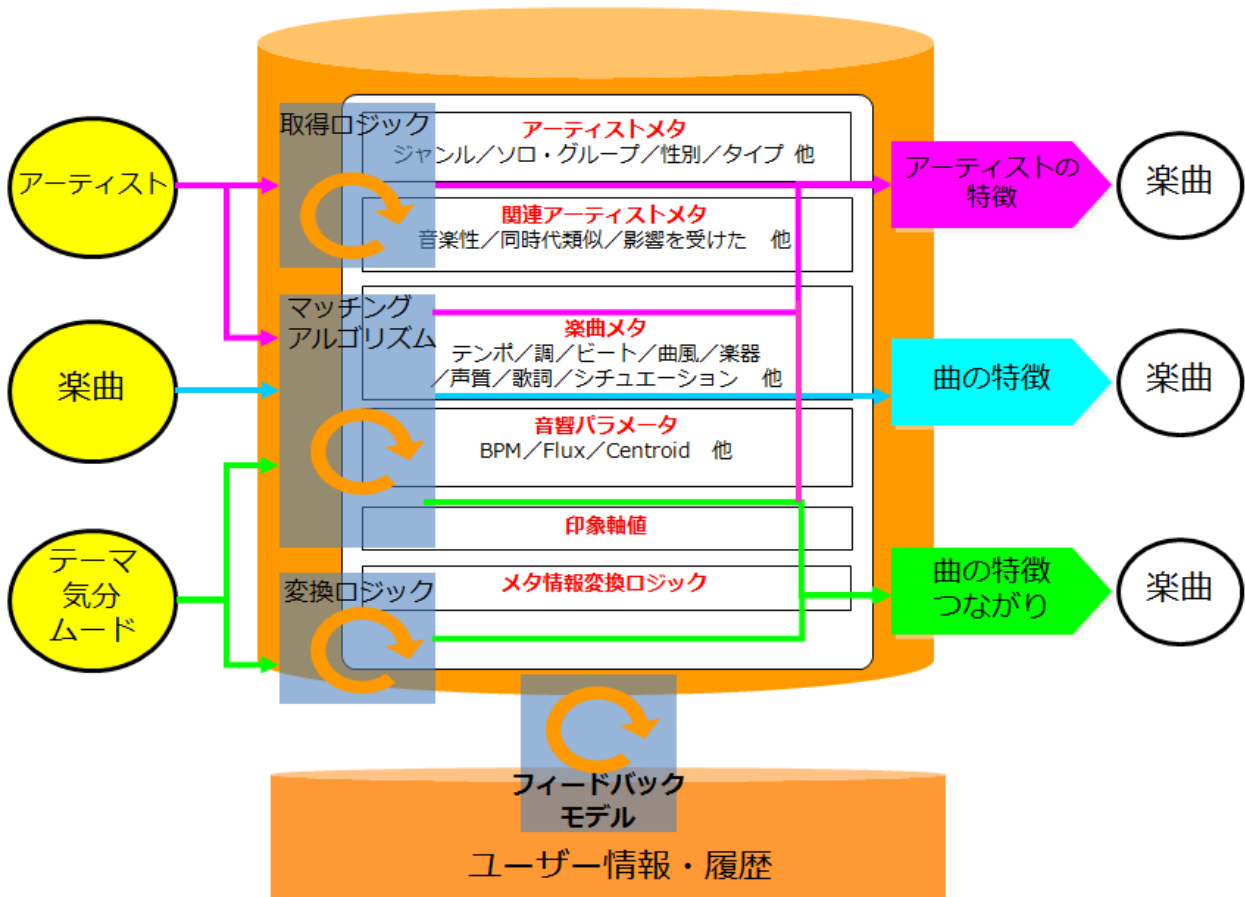 アーティスト
楽曲
テーマ
気分
ムード
取得ロジック
マッチング
アルゴリズム
変換ロジック
アーティストメタ
ジャンル／ソロ・グループ／性別／タイプ 他
関連アーティストメタ
音楽性／同時代類似／影響を受けた　他
楽曲メタ
テンポ／調／ビート／曲風／楽器
／声質／歌詞／シチュエーション　他
音響パラメータ
BPM／Flux／Centroid　他
印象軸値
メタ情報変換ロジック
アーティストの
特徴
楽曲
曲の特徴
楽曲
曲の特徴
つながり
楽曲
フィードバック
モデル
ユーザー情報・履歴